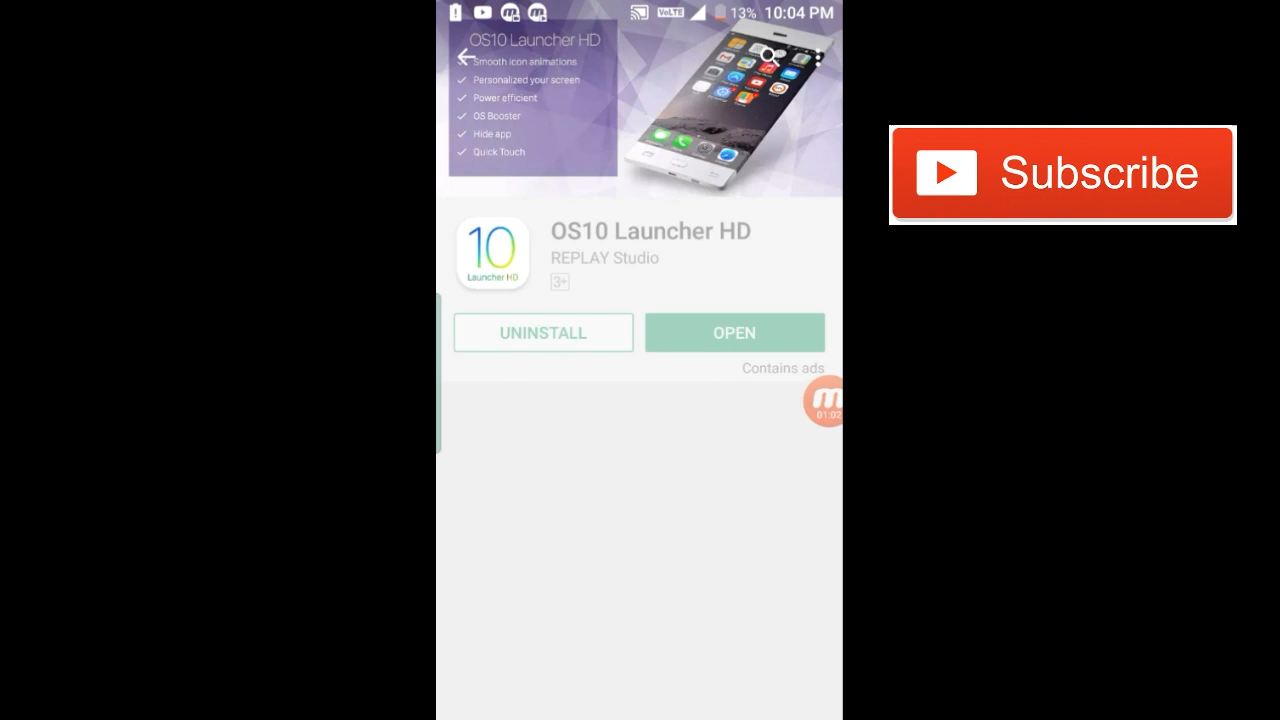 VoLTE 13% 10:04 PM
OS10 Launcher HD
Smooth icon animations
Personalized your screen
Power efficient
OS Booster
Hide app
Quick Touch
10
Launcher HD
OS10 Launcher HD
REPLAY Studio
3+
UNINSTALL
OPEN
Contains ads
01:02
Subscribe